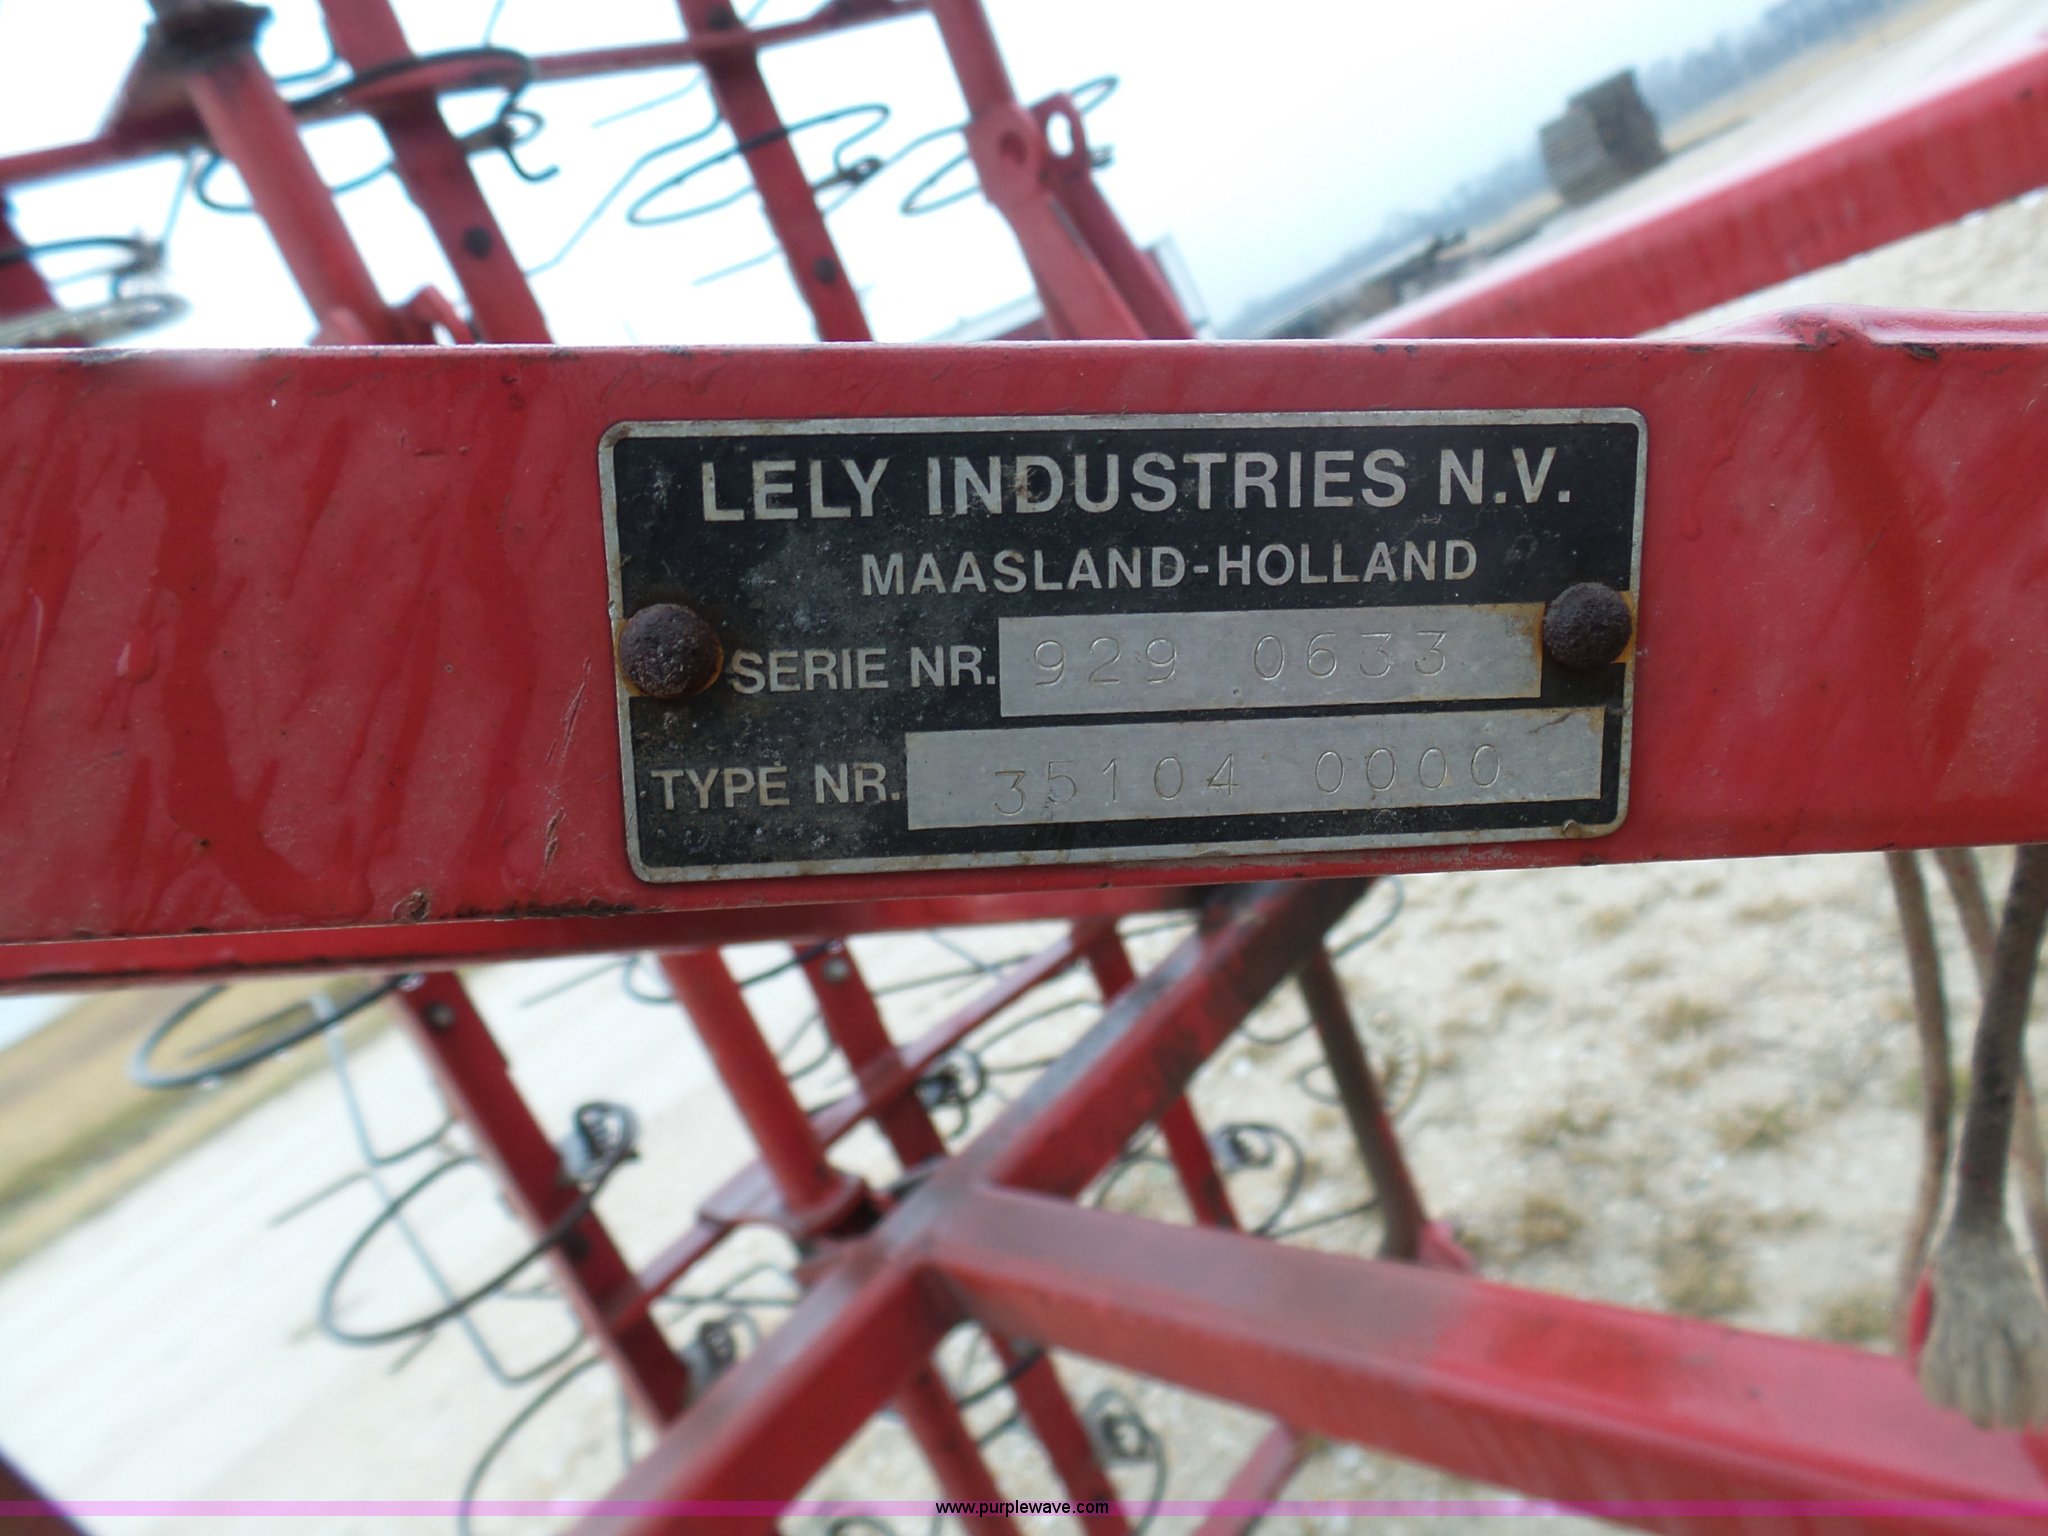 LELY INDUSTRIES N.V.
MAASLAND-HOLLAND
SERIE NR. 929 0633
TYPE NR. 35104 0000
www.purplewave.com